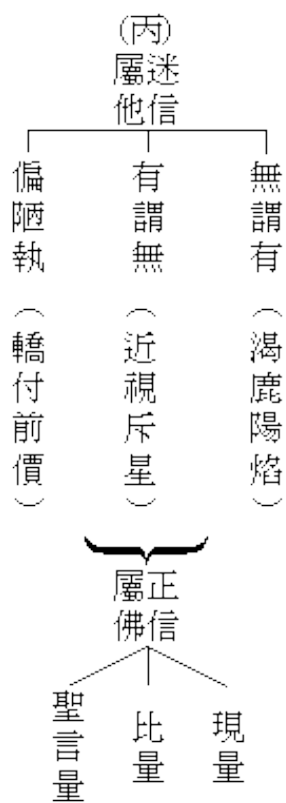 （丙）
迷信
屬他
無謂有（渴鹿陽焰）
有謂無（近視斥星）
偏陋執（轎付前價）
正信
屬佛
現量
比量
聖言量